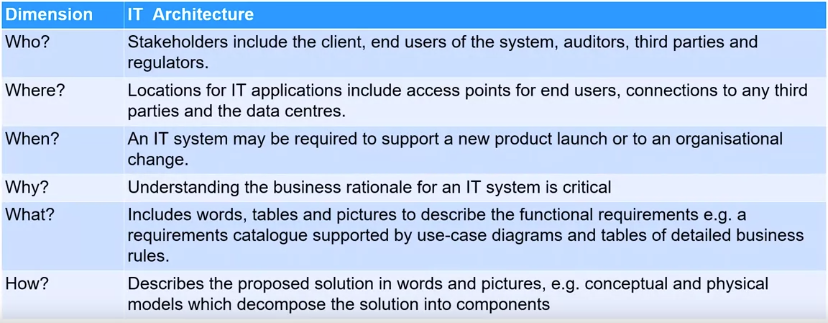 Dimension IT Architecture
Who? Stakeholders include the client, end users of the system, auditors, third parties and
regulators.
Where? Locations for IT applications include access points for end users, connections to any third
parties and the data centres.
When? An IT system may be required to support a new product launch or to an organisational
change.
Why? Understanding the business rationale for an IT system is critical
What? Includes words, tables and pictures to describe the functional requirements e.g. a
requirements catalogue supported by use-case diagrams and tables of detailed business
rules.
How? Describes the proposed solution in words and pictures, e.g. conceptual and physical
models which decompose the solution into components